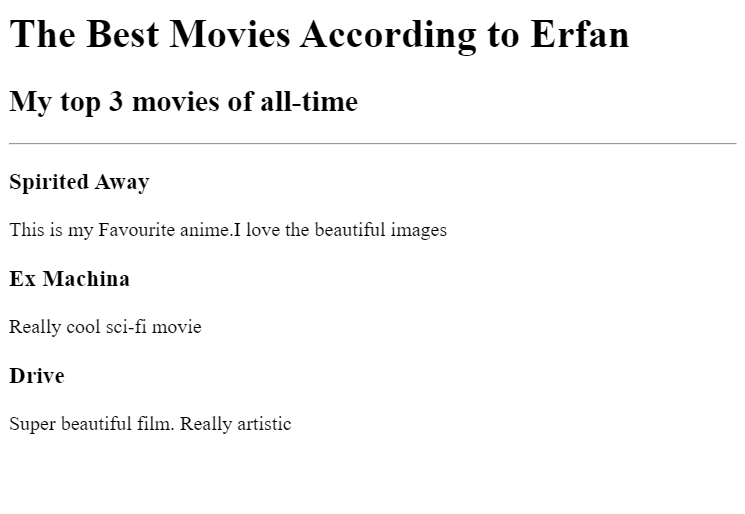 The Best Movies According to Erfan
My top 3 movies of all-time
Spirited Away
This is my Favourite anime.I love the beautiful images
Ex Machina
Really cool sci-fi movie
Drive
Super beautiful film. Really artistic